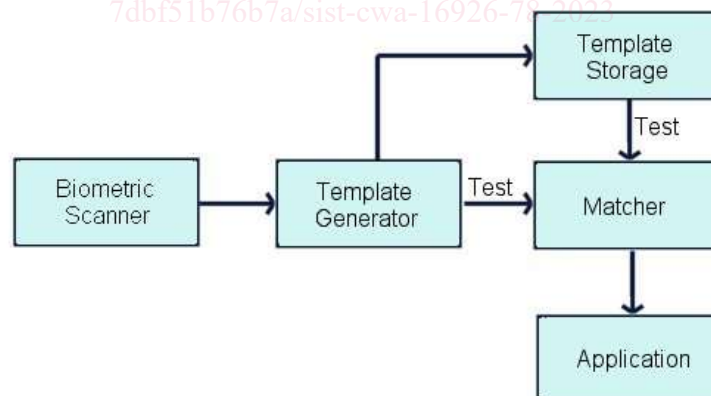 7dbf51b76b7a/sist-cwa-16926-78-2023
Template
Storage
Test
Biometric
Scanner
Template
Generator
Test
Matcher
Application